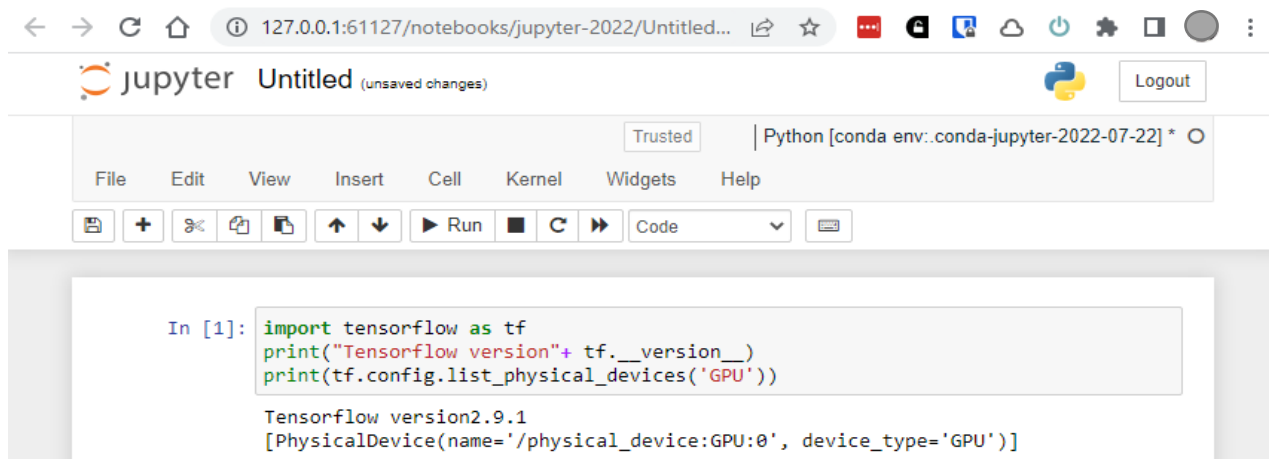 127.0.0.1:61127/notebooks/jupyter-2022/Untitled...
jupyter Untitled (unsaved changes)
Logout
Trusted
Python [conda env:.conda-jupyter-2022-07-22] *
File Edit View Insert Cell Kernel Widgets Help
Run Code
In [1]: import tensorflow as tf
print("Tensorflow version"+ tf.__version__)
print(tf.config.list_physical_devices('GPU'))
Tensorflow version2.9.1
[PhysicalDevice(name='/physical_device:GPU:0', device_type='GPU')]